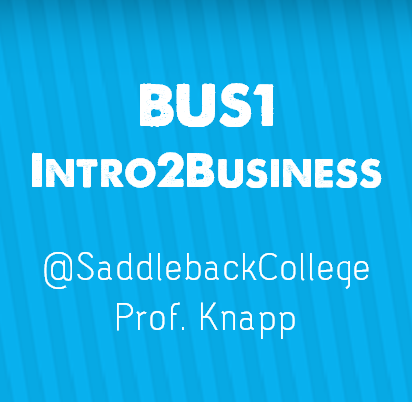 BUS1
INTRO2BUSINESS
@SaddlebackCollege
Prof. Knapp